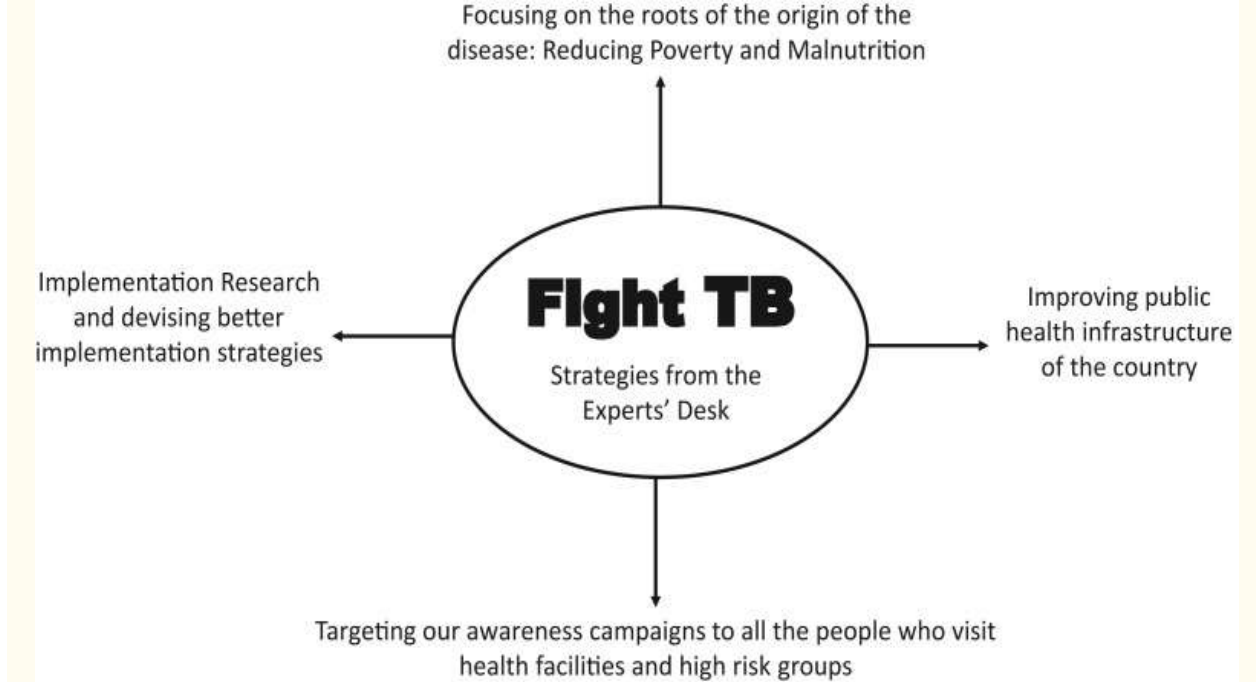 Focusing on the roots of the origin of the
disease: Reducing Poverty and Malnutrition
Implementation Research
and devising better
implementation strategies
FIght TB
Strategies from the
Experts’ Desk
Improving public
health infrastructure
of the country
Targeting our awareness campaigns to all the people who visit
health facilities and high risk groups